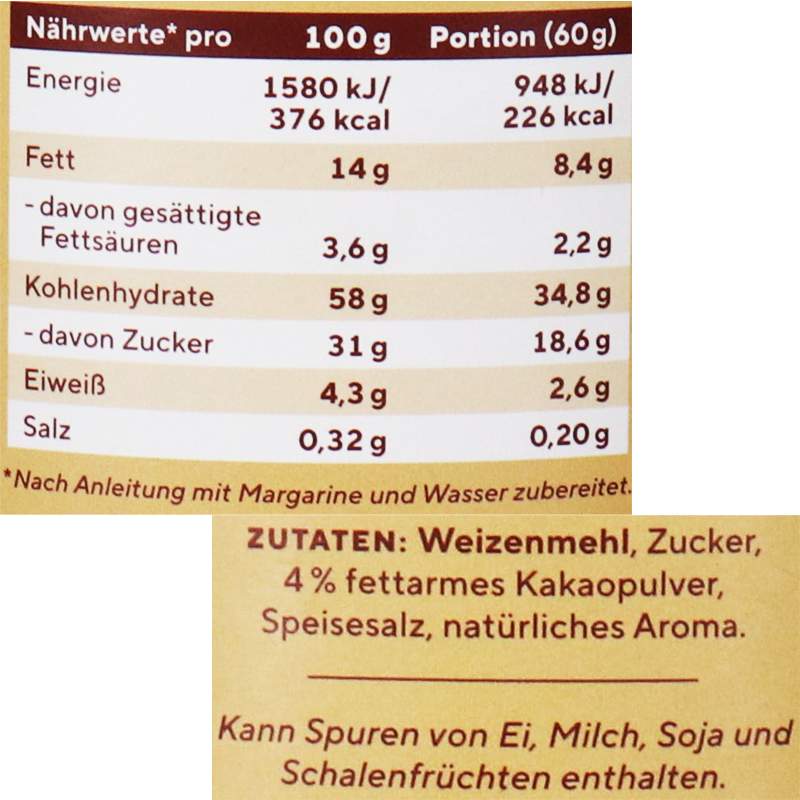 Nährwerte* pro 100 g Portion (60 g)
Energie 1580 kJ/ 948 kJ/
376 kcal 226 kcal
Fett 14 g 8,4 g
- davon gesättigte
Fettsäuren 3,6 g 2,2 g
Kohlenhydrate 58 g 34,8 g
- davon Zucker 31 g 18,6 g
Eiweiß 4,3 g 2,6 g
Salz 0,32 g 0,20 g
*Nach Anleitung mit Margarine und Wasser zubereitet.
ZUTATEN: Weizenmehl, Zucker,
4 % fettarmes Kakaopulver,
Speisesalz, natürliches Aroma.
Kann Spuren von Ei, Milch, Soja und
Schalenfrüchten enthalten.